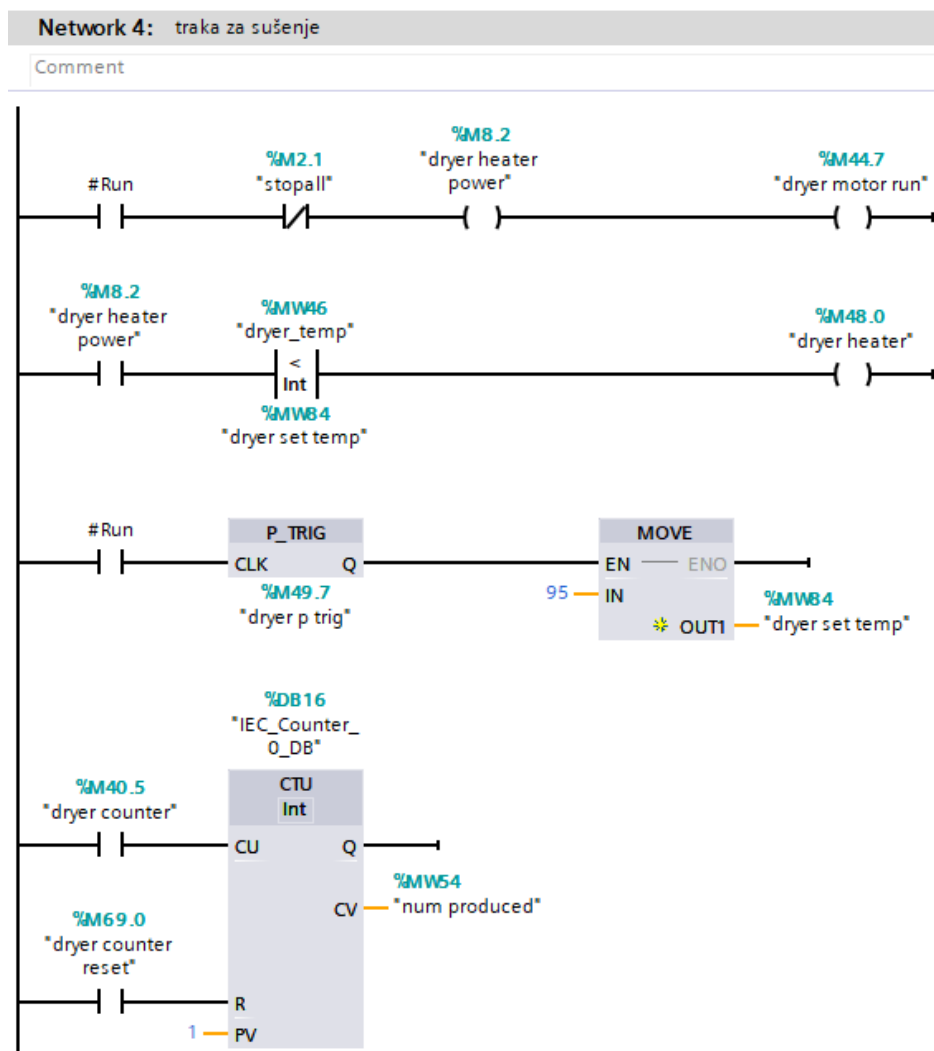 Network 4: traka za sušenje
Comment
%M8.2
%M2.1
"dryer heater
%M44.7
#Run
"stopall"
power"
"dryer motor run"
%M8.2
"dryer heater
power"
%MW46
"dryer_temp"
%M48.0
"dryer heater"
<
Int
%MW84
"dryer set temp"
#Run
P_TRIG
MOVE
CLK Q
EN ENO
%M49.7
"dryer p trig"
95 IN
%MW84
OUT1 "dryer set temp"
%DB16
"IEC_Counter_
0_DB"
%M40.5
"dryer counter"
CTU
Int
CU Q
%MW54
CV "num produced"
%M69.0
"dryer counter
reset"
R
1 PV